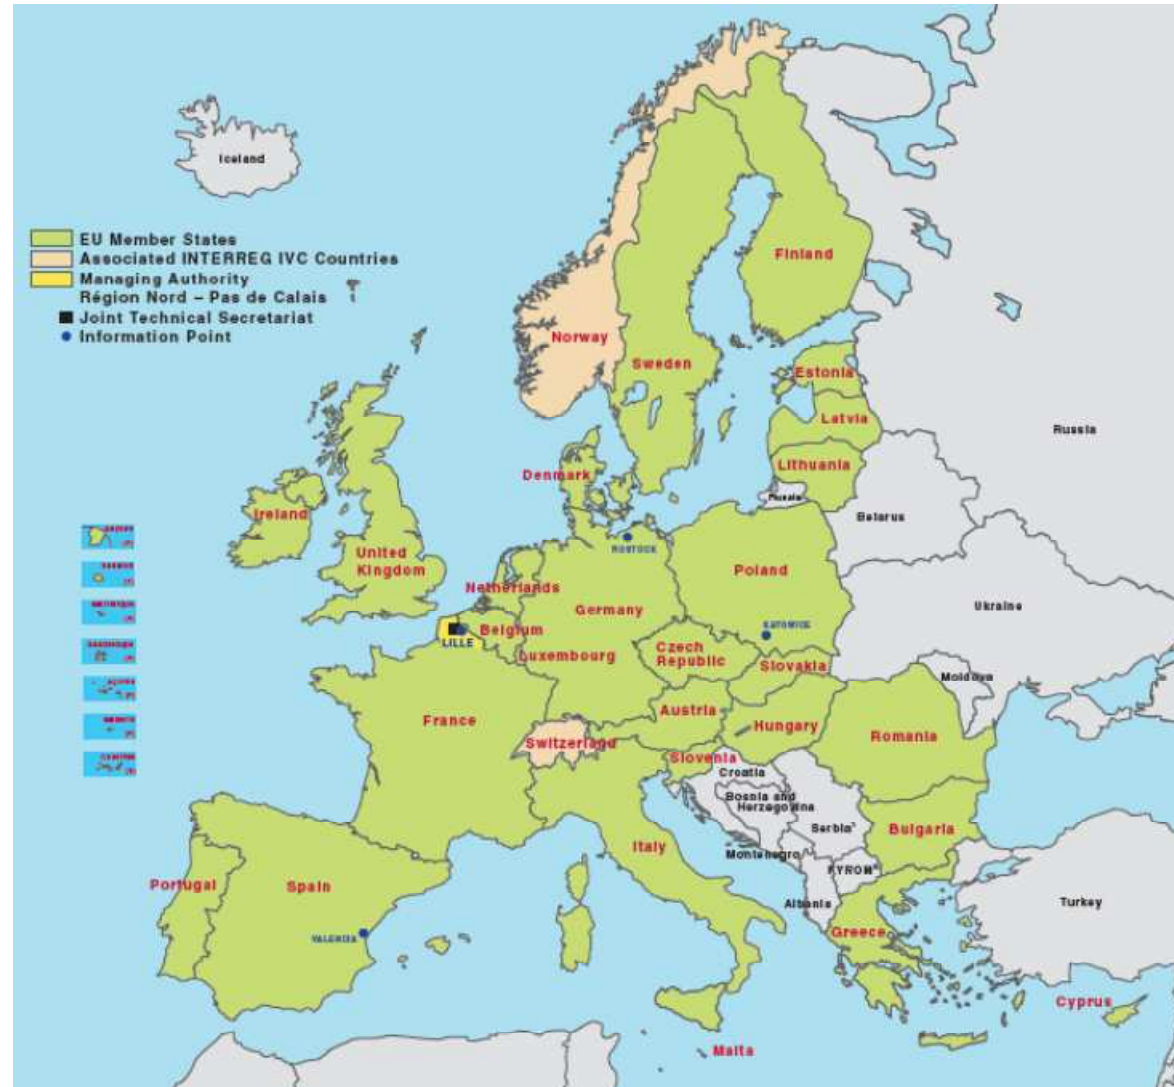 Iceland
EU Member States
Associated INTERREG IVC Countries
Managing Authority
Région Nord – Pas de Calais
Joint Technical Secretariat
Information Point
Finland
Norway
Sweden
Estonia
Latvia
Russia
Lithuania
Denmark
Russia
Belarus
Ireland
United
Kingdom
ROSTOCK
Poland
Netherlands
Germany
Ukraine
KATOWICE
Belgium
LILLE
Luxembourg
Czech
Republic
Slovakia
Moldova
Austria
France
Hungary
Romania
Switzerland
Slovenia
Croatia
Bosnia and
Herzegovina
Serbia
Bulgaria
Italy
Montenegro
FYROM
Portugal
Spain
Albania
Turkey
VALENCIA
Greece
Cyprus
Malta